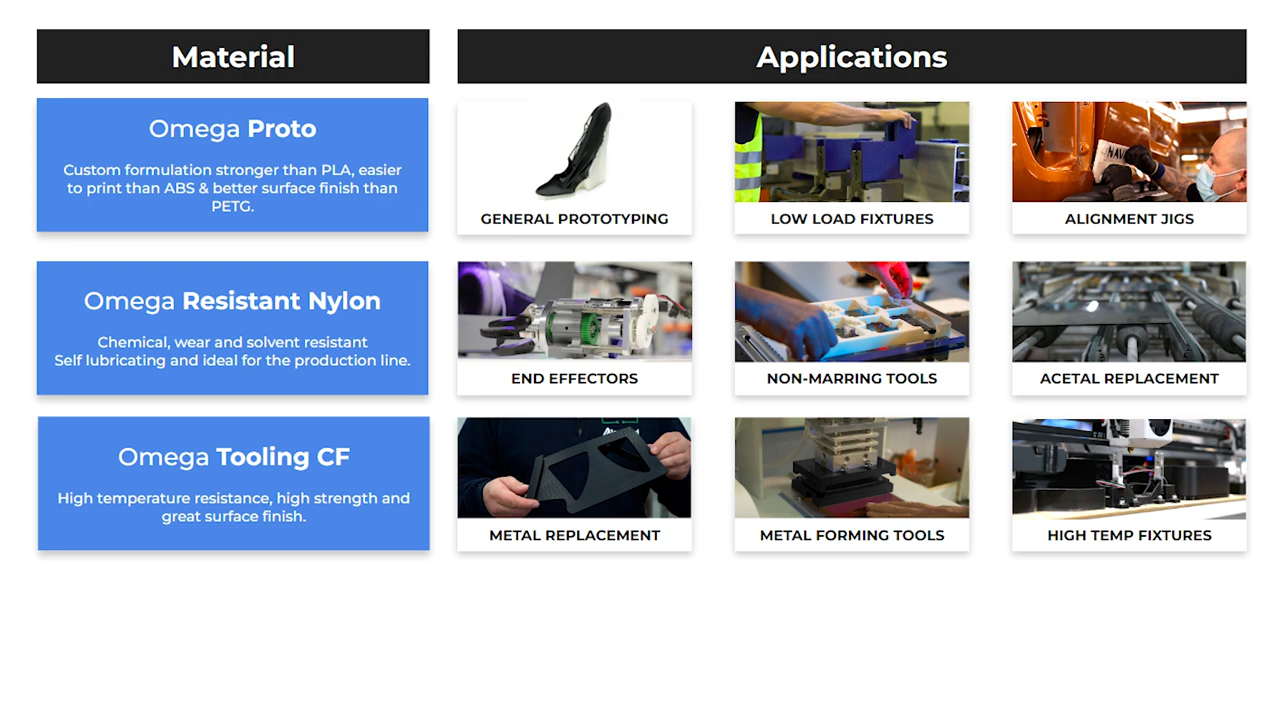 Material
Applications
Omega Proto
Custom formulation stronger than PLA, easier
to print than ABS & better surface finish than
PETG.
GENERAL PROTOTYPING
LOW LOAD FIXTURES
ALIGNMENT JIGS
Omega Resistant Nylon
Chemical, wear and solvent resistant
Self lubricating and ideal for the production line.
END EFFECTORS
NON-MARRING TOOLS
ACETAL REPLACEMENT
Omega Tooling CF
High temperature resistance, high strength and
great surface finish.
METAL REPLACEMENT
METAL FORMING TOOLS
HIGH TEMP FIXTURES